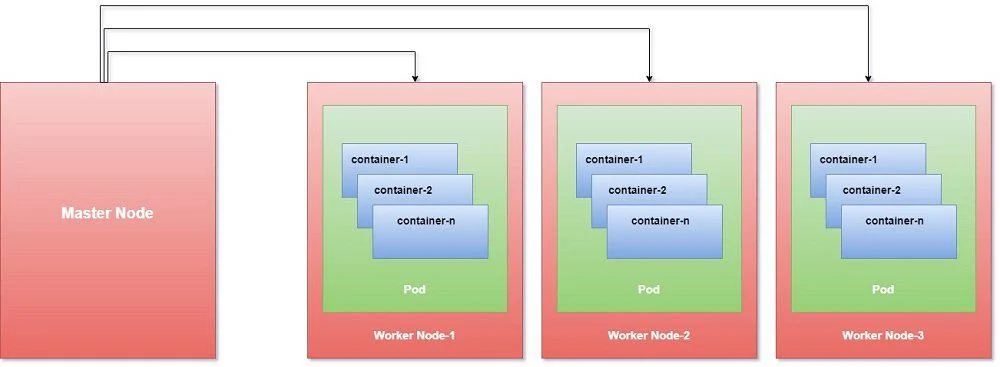 Master Node
container-1
container-2
container-n
Pod
Worker Node-1
container-1
container-2
container-n
Pod
Worker Node-2
container-1
container-2
container-n
Pod
Worker Node-3